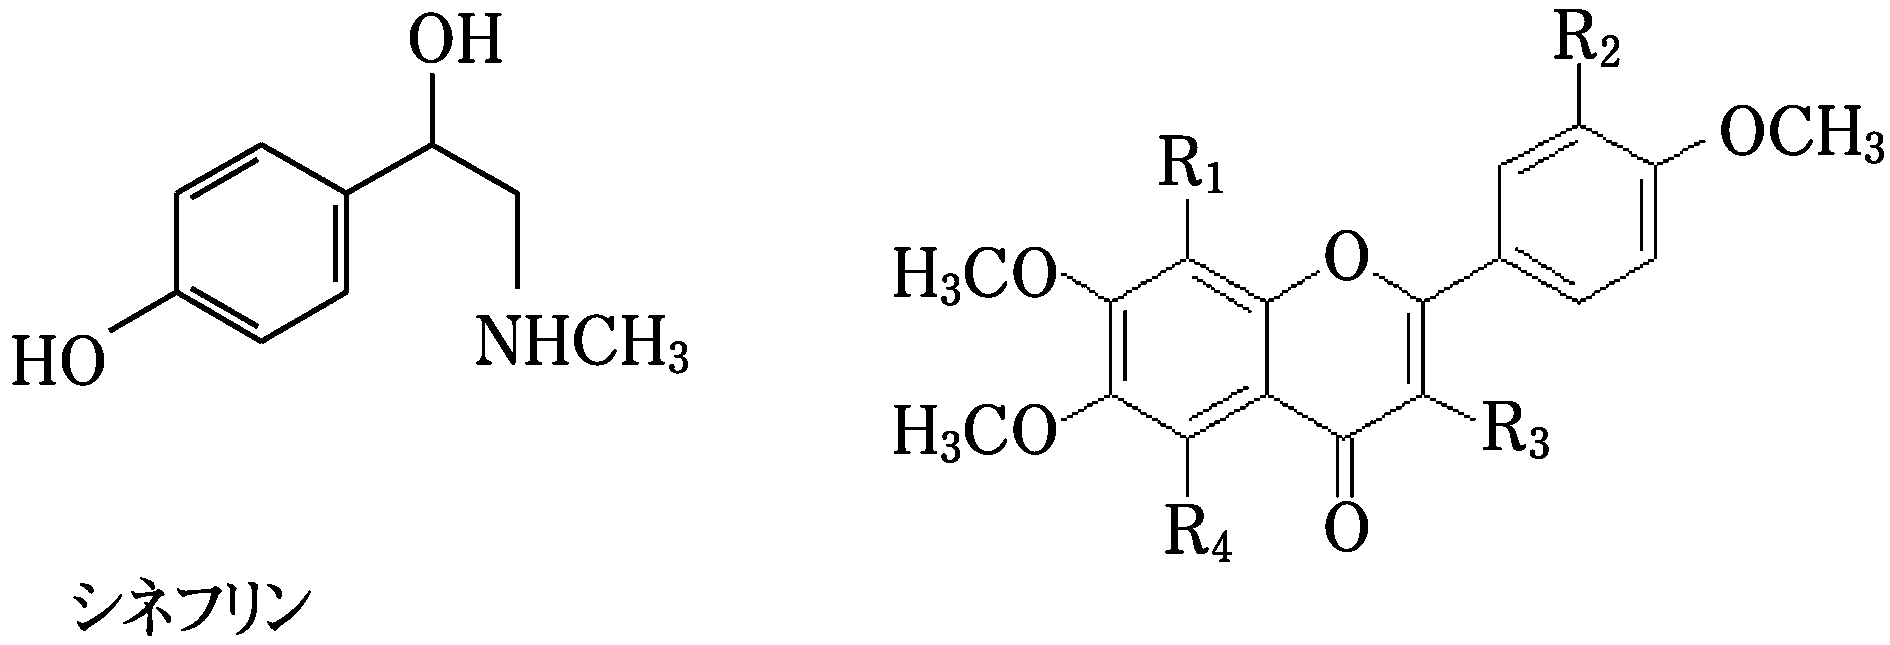 OH
HO
NHCH₃
シネフリン
R₂
OCH₃
R₁
H₃CO
O
H₃CO
R₃
R₄
O